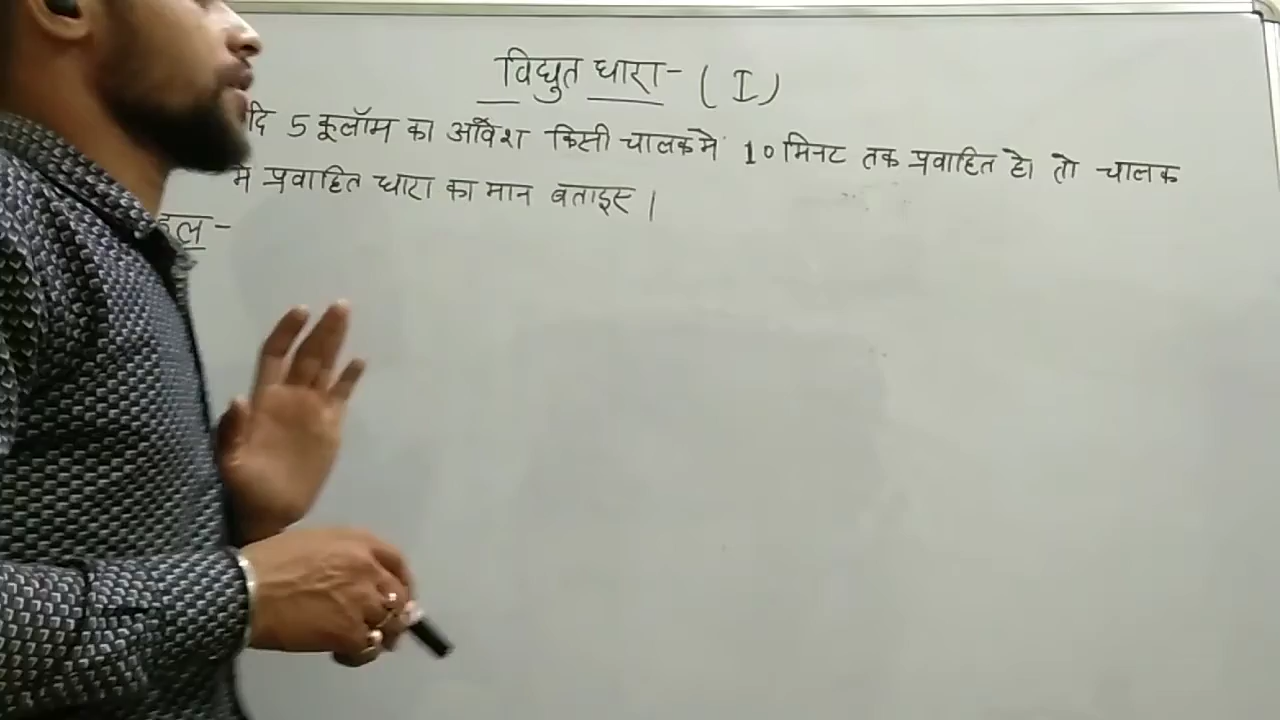 विद्युत धारा - ( I )
दि 5 कूलॉम का आवेश किसी चालक मे 10 मिनट तक प्रवाहित हो तो चालक
मे प्रवाहित धारा का मान बताइए ।
हल -